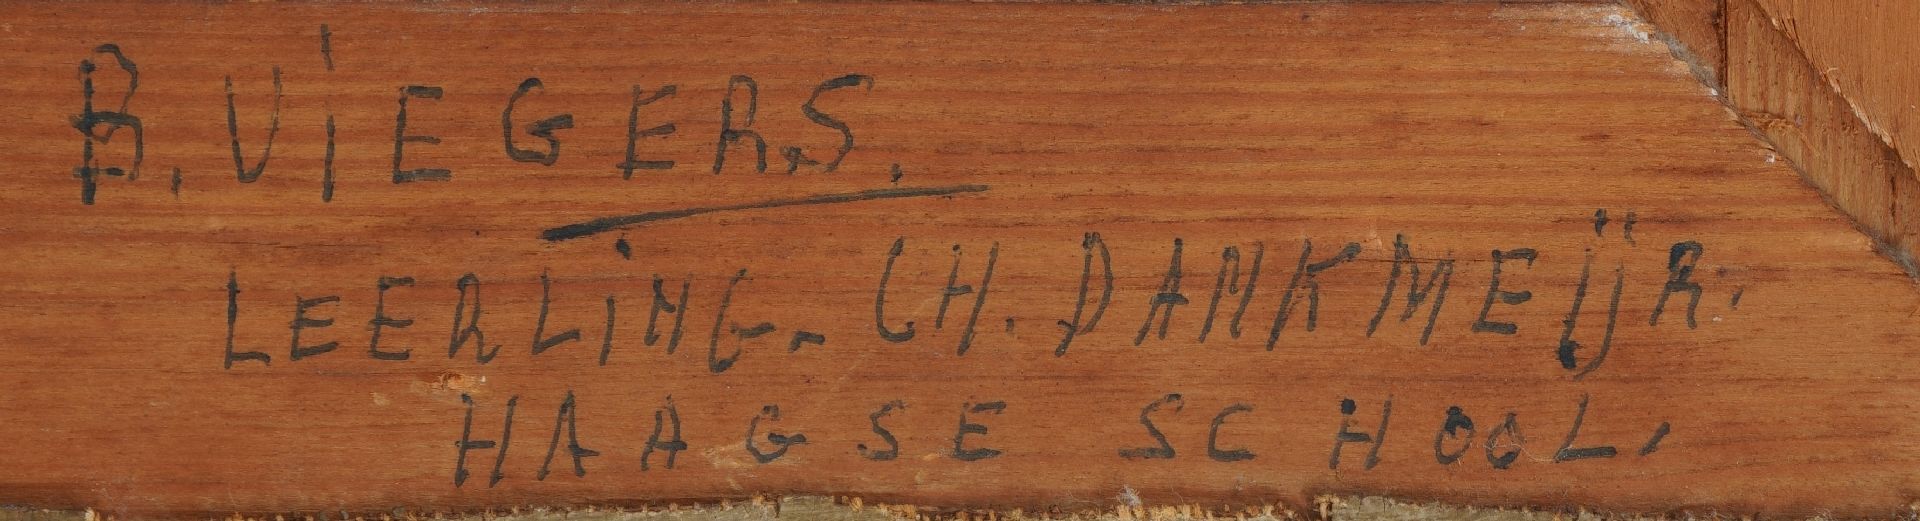 B. ViEGERS.
LEERLiNG. CH. DANKMEIJR.
HAAGSE SCHOOL.